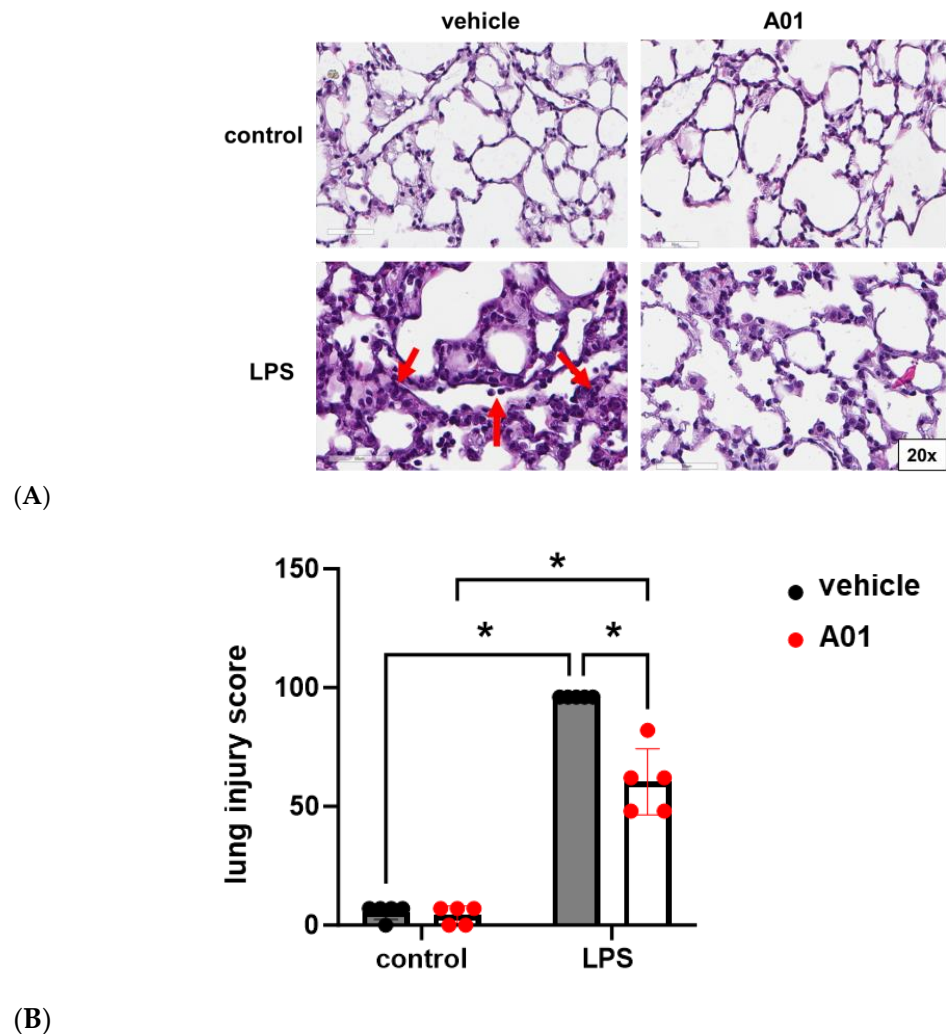 vehicle A01
control
LPS
20x
(A)
150
100
50
0
lung injury score
* 
* *
vehicle
A01
control LPS
(B)